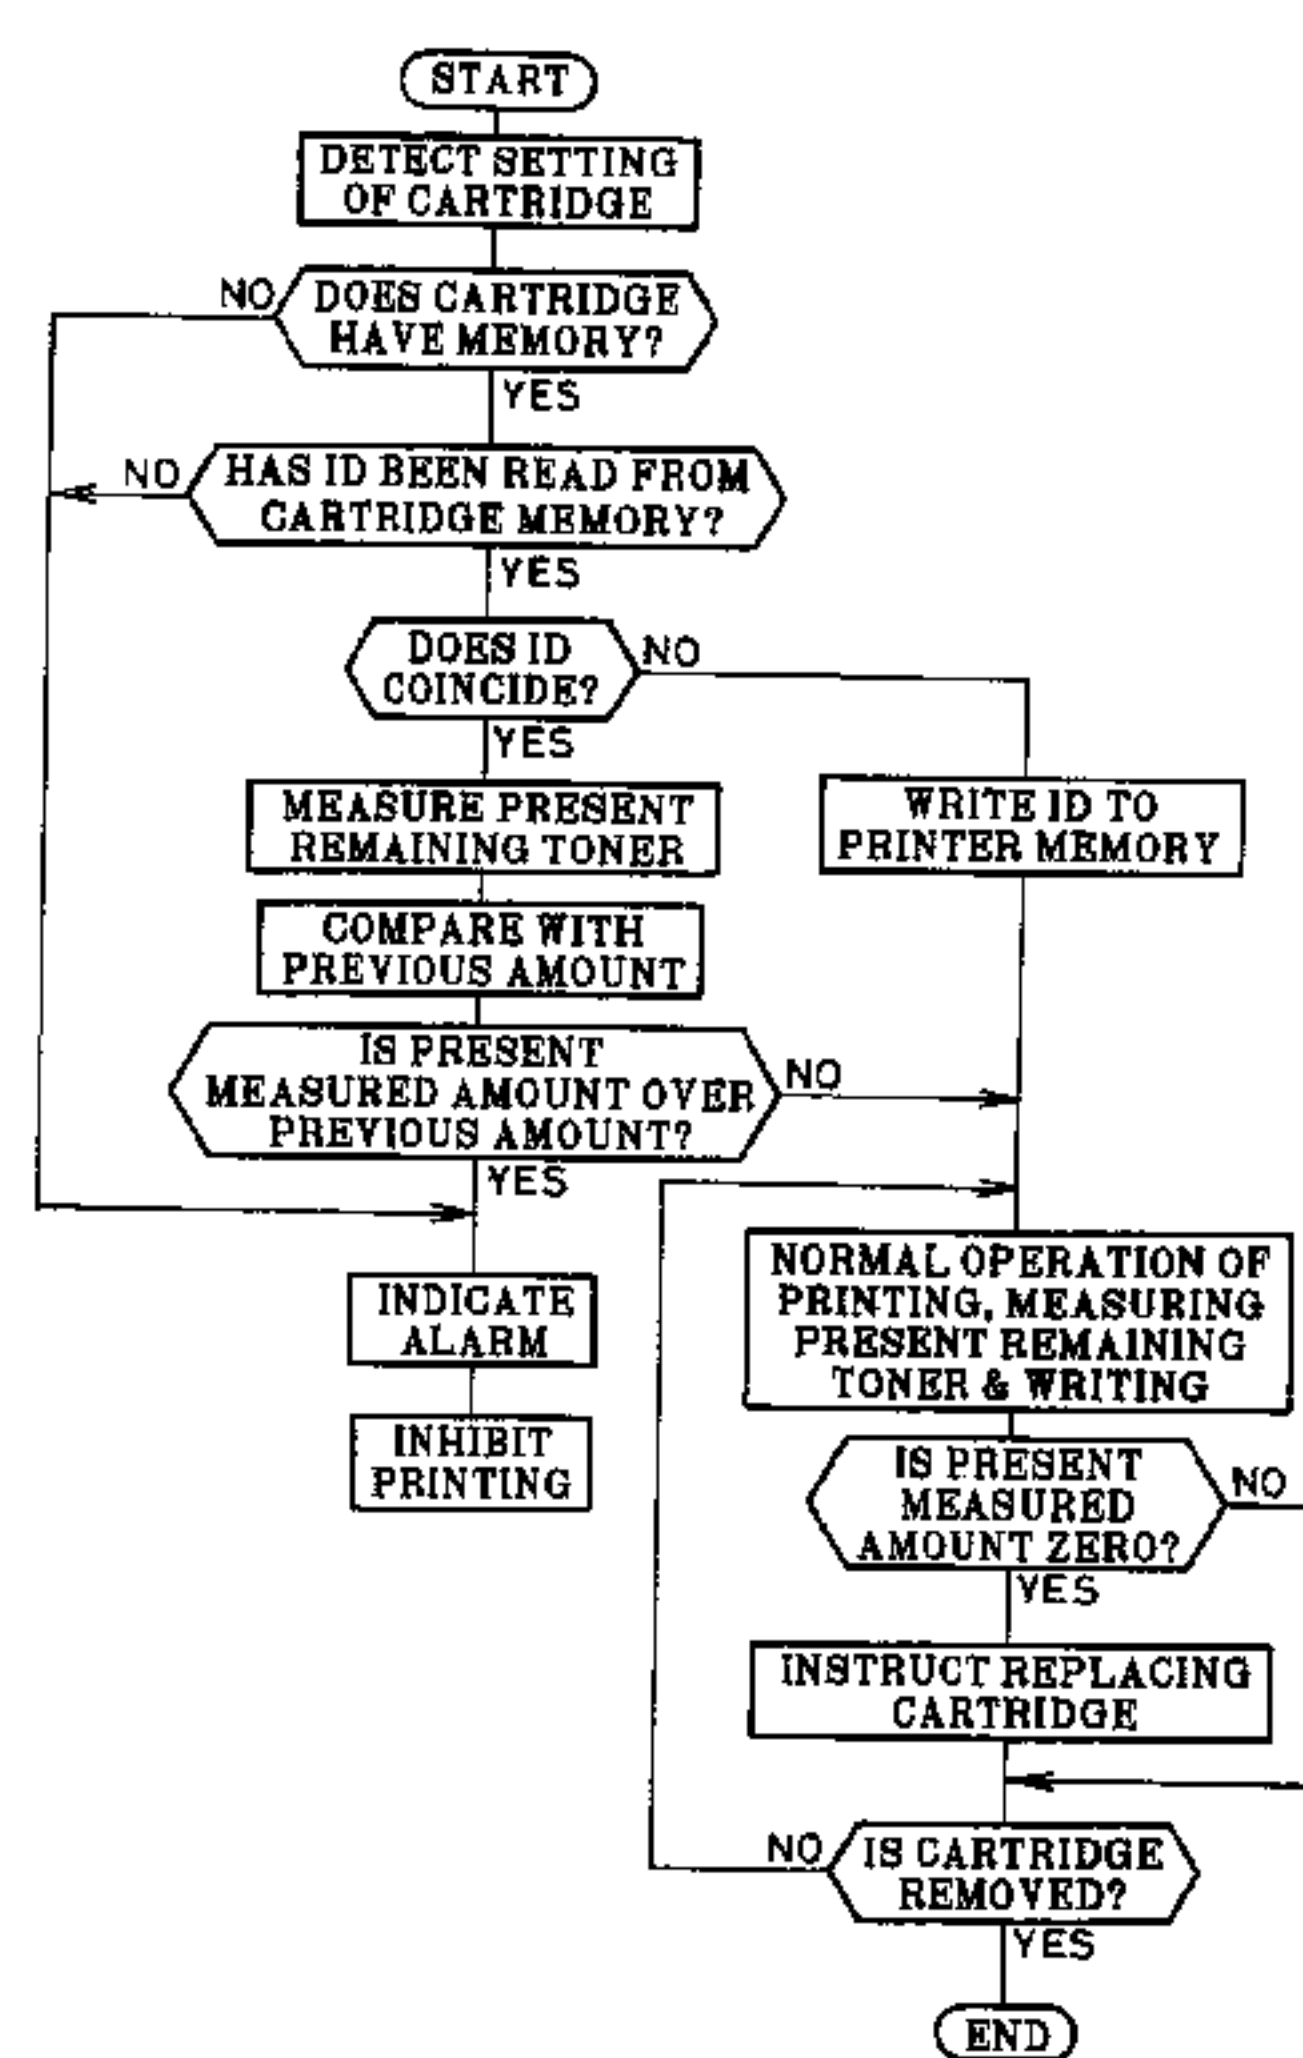 START
DETECT SETTING
OF CARTRIDGE
NO
DOES CARTRIDGE
HAVE MEMORY?
YES
NO
HAS ID BEEN READ FROM
CARTRIDGE MEMORY?
YES
DOES ID
COINCIDE?
NO
YES
MEASURE PRESENT
REMAINING TONER
WRITE ID TO
PRINTER MEMORY
COMPARE WITH
PREVIOUS AMOUNT
IS PRESENT
MEASURED AMOUNT OVER
PREVIOUS AMOUNT?
NO
YES
INDICATE
ALARM
INHIBIT
PRINTING
NORMAL OPERATION OF
PRINTING, MEASURING
PRESENT REMAINING
TONER & WRITING
IS PRESENT
MEASURED
AMOUNT ZERO?
NO
YES
INSTRUCT REPLACING
CARTRIDGE
NO
IS CARTRIDGE
REMOVED?
YES
END